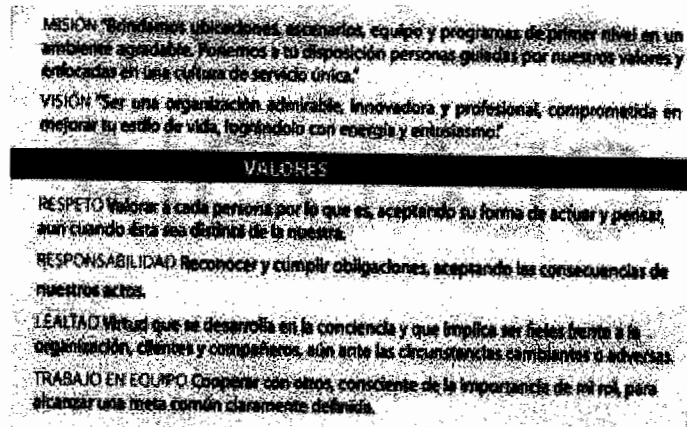 MISIÓN "Brindamos ubicaciones, escenarios, equipo y programas de primer nivel en un
ambiente agradable. Ponemos a tu disposición personas guiadas por nuestros valores y
enfocadas en una cultura de servicio única."
VISIÓN "Ser una organización admirable, innovadora y profesional, comprometida en
mejorar tu estilo de vida, lográndolo con energía y entusiasmo."
VALORES
RESPETO Valorar a cada persona por lo que es, aceptando su forma de actuar y pensar,
aun cuando ésta sea distinta de la nuestra.
RESPONSABILIDAD Reconocer y cumplir obligaciones, aceptando las consecuencias de
nuestros actos.
LEALTAD Virtud que se desarrolla en la conciencia y que implica ser fieles frente a la
organización, clientes y compañeros, aún ante las circunstancias cambiantes o adversas.
TRABAJO EN EQUIPO Cooperar con otros, consciente de la importancia de mi rol, para
alcanzar una meta común claramente definida.